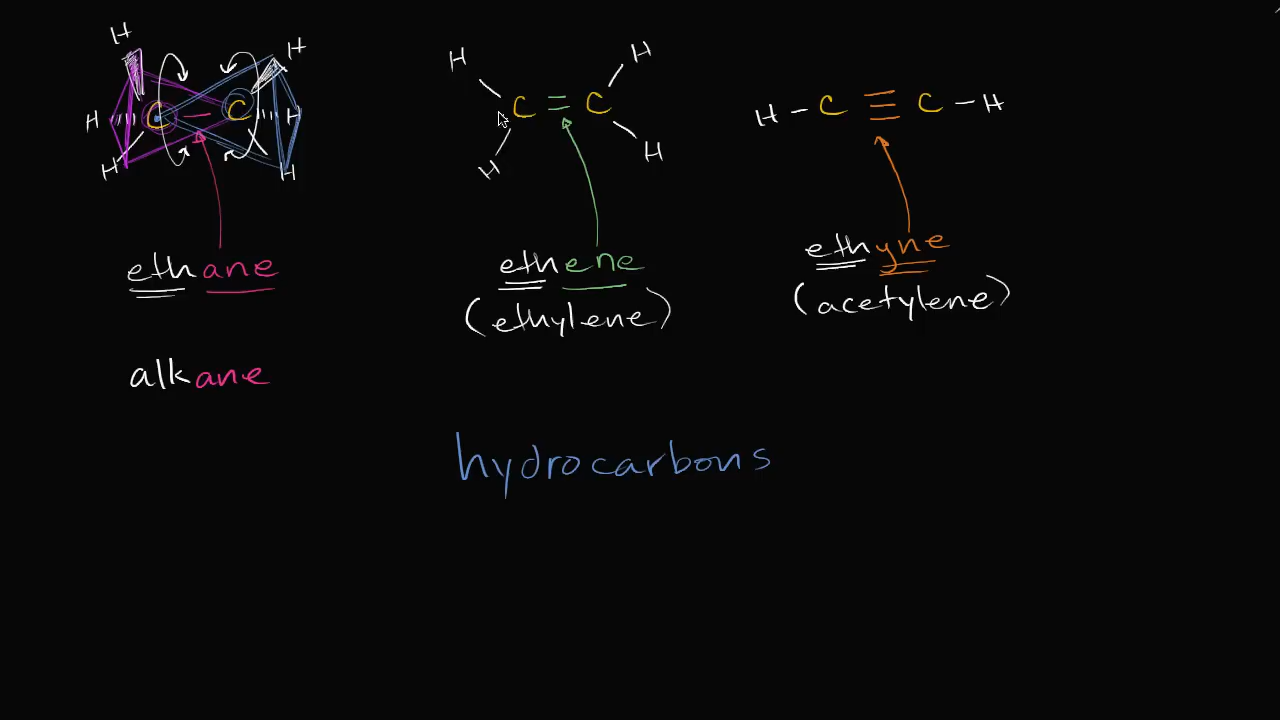 H H
C — C
H H
H H
H H
C = C
H H
H – C ≡ C – H
ethane
ethene
(ethylene)
ethyne
(acetylene)
alkane
hydrocarbons